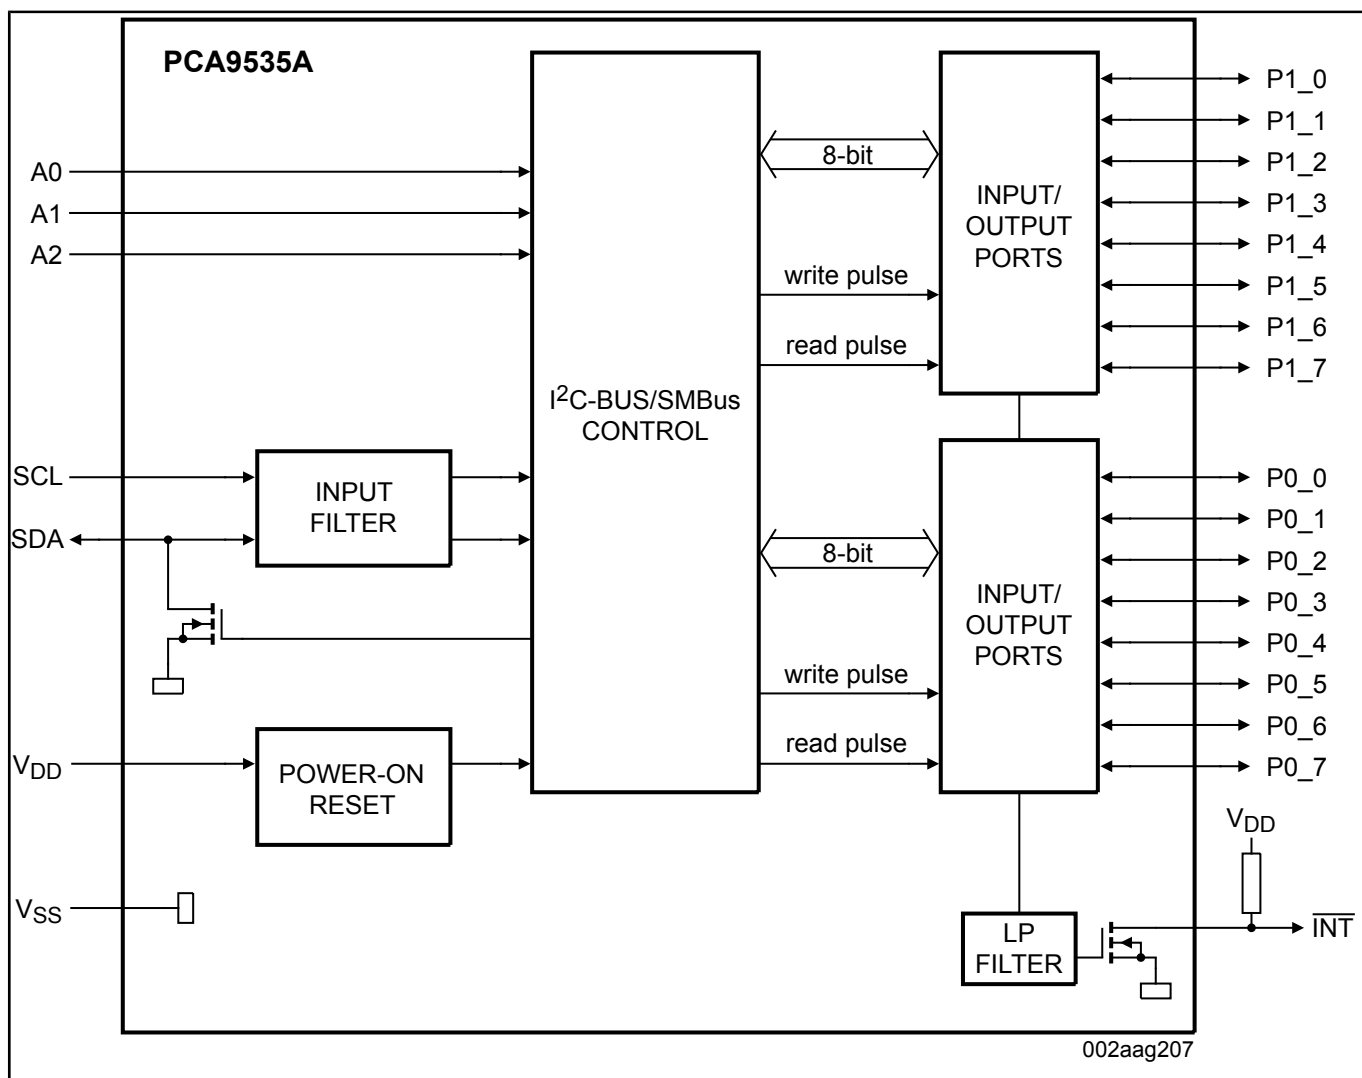 PCA9535A
A0
A1
A2
SCL
SDA
VDD
VSS
INPUT
FILTER
POWER-ON
RESET
I2C-BUS/SMBus
CONTROL
8-bit
write pulse
read pulse
INPUT/
OUTPUT
PORTS
P1_0
P1_1
P1_2
P1_3
P1_4
P1_5
P1_6
P1_7
8-bit
write pulse
read pulse
INPUT/
OUTPUT
PORTS
P0_0
P0_1
P0_2
P0_3
P0_4
P0_5
P0_6
P0_7
VDD
LP
FILTER
INT
002aag207